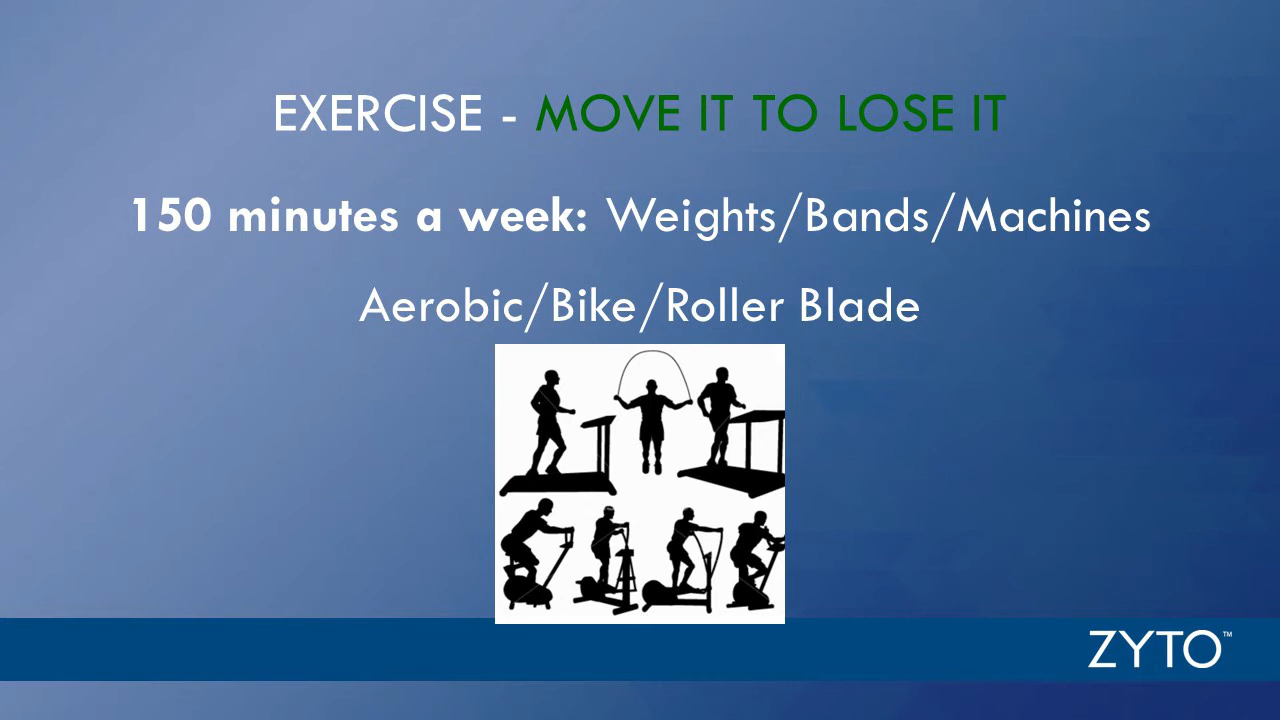 EXERCISE - MOVE IT TO LOSE IT
150 minutes a week: Weights/Bands/Machines
Aerobic/Bike/Roller Blade
ZYTO™